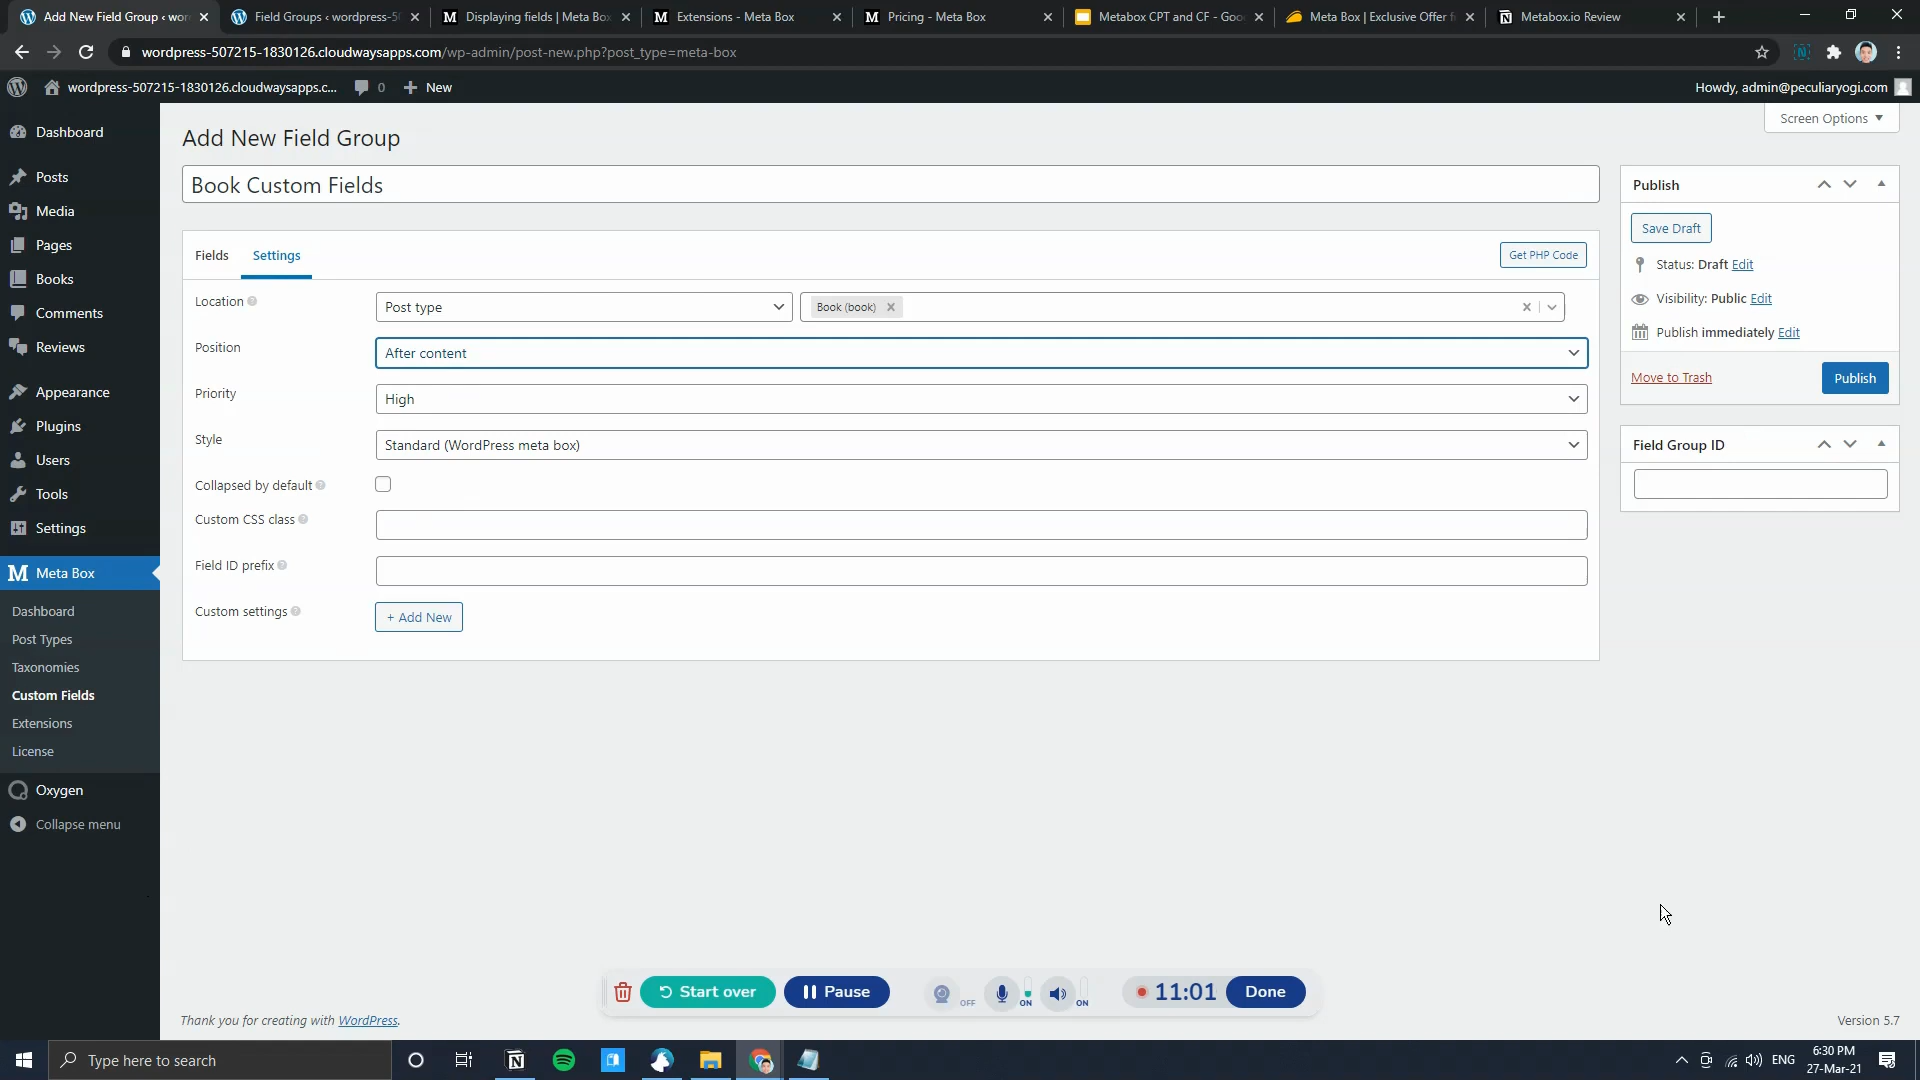 Add New Field Group ‹ wor
Field Groups ‹ wordpress-5
Displaying fields | Meta Box
Extensions - Meta Box
Pricing - Meta Box
Metabox CPT and CF - Goo
Meta Box | Exclusive Offer f
Metabox.io Review
wordpress-507215-1830126.cloudwaysapps.com/wp-admin/post-new.php?post_type=meta-box
wordpress-507215-1830126.cloudwaysapps.c...
0
New
Howdy, admin@peculiaryogi.com
Screen Options
Dashboard
Posts
Media
Pages
Books
Comments
Reviews
Appearance
Plugins
Users
Tools
Settings
Meta Box
Dashboard
Post Types
Taxonomies
Custom Fields
Extensions
License
Oxygen
Collapse menu
Add New Field Group
Book Custom Fields
Fields
Settings
Get PHP Code
Location
Post type
Book (book)
Position
After content
Priority
High
Style
Standard (WordPress meta box)
Collapsed by default
Custom CSS class
Field ID prefix
Custom settings
+ Add New
Publish
Save Draft
Status: Draft Edit
Visibility: Public Edit
Publish immediately Edit
Move to Trash
Publish
Field Group ID
Start over
Pause
OFF
ON
ON
11:01
Done
Thank you for creating with WordPress.
Version 5.7
Type here to search
ENG
6:30 PM
27-Mar-21